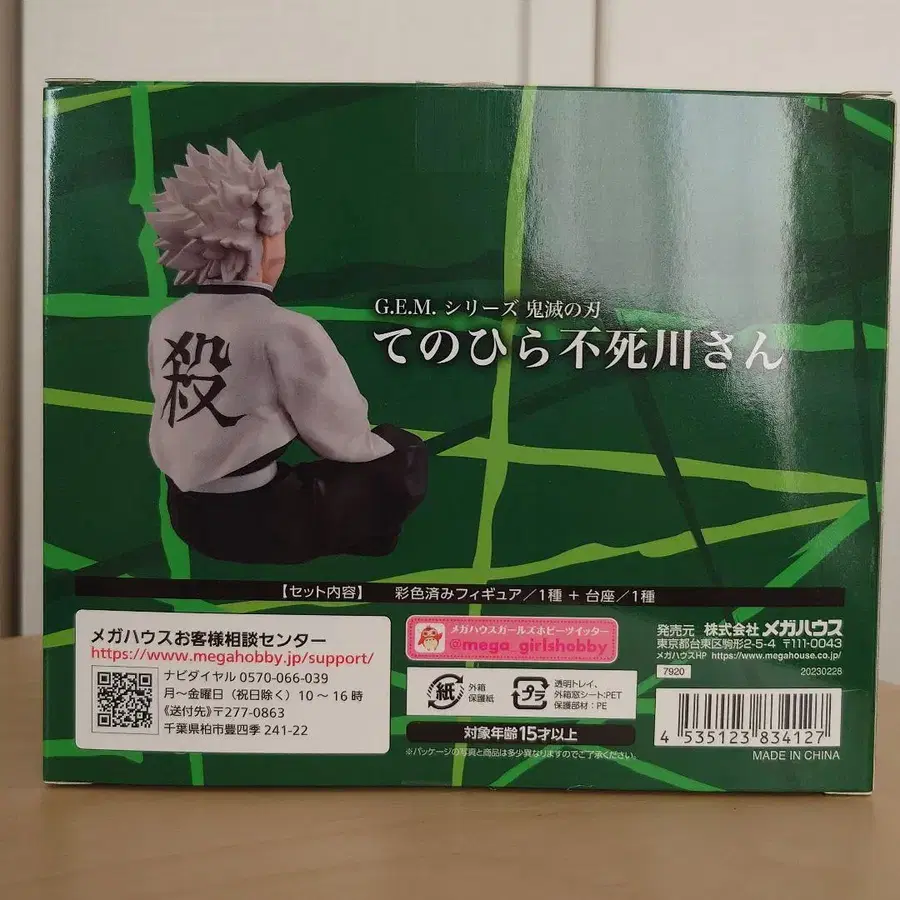 殺
G.E.M. シリーズ 鬼滅の刃
てのひら不死川さん
【セット内容】 彩色済みフィギュア／1種 + 台座／1種
メガハウスお客様相談センター
https://www.megahobby.jp/support/
ナビダイヤル 0570-066-039
月～金曜日（祝日除く）10～16時
《送付先》〒277-0863
千葉県柏市豊四季 241-22
メガハウスガールズホビーツイッター
@mega_girlshobby
紙
外箱
保護紙
プラ
透明トレイ、
外箱窓シート:PET
保護部材:PE
対象年齢15才以上
※パッケージの写真と商品は多少異なりますのでご了承ください。
発売元 株式会社メガハウス
東京都台東区駒形2-5-4 〒111-0043
メガハウスHP https://www.megahouse.co.jp/
7920
20230228
4 535123 834127
MADE IN CHINA